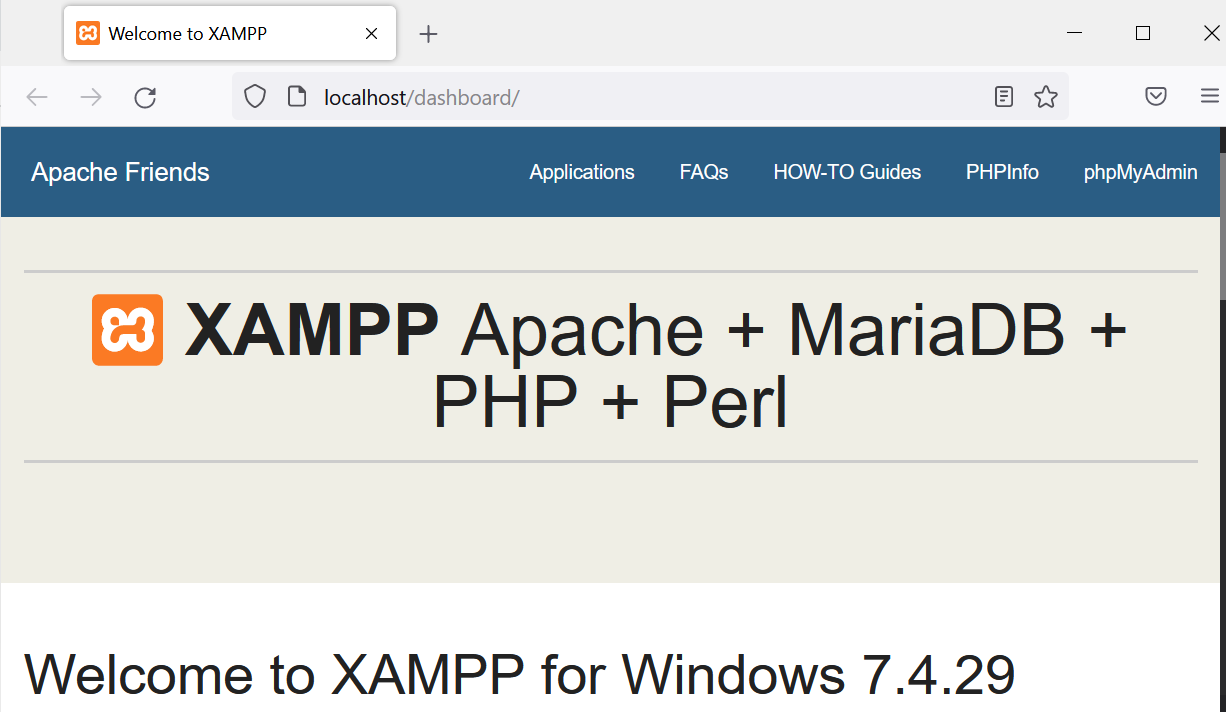 Welcome to XAMPP
localhost/dashboard/
Apache Friends Applications FAQs HOW-TO Guides PHPInfo phpMyAdmin
XAMPP Apache + MariaDB +
PHP + Perl
Welcome to XAMPP for Windows 7.4.29